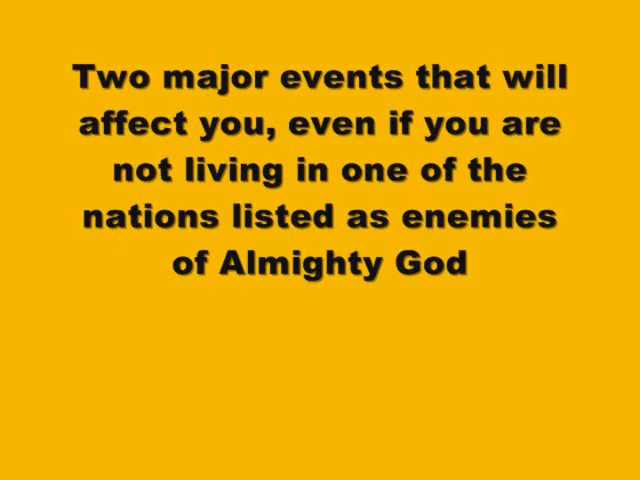 Two major events that will
affect you, even if you are
not living in one of the
nations listed as enemies
of Almighty God